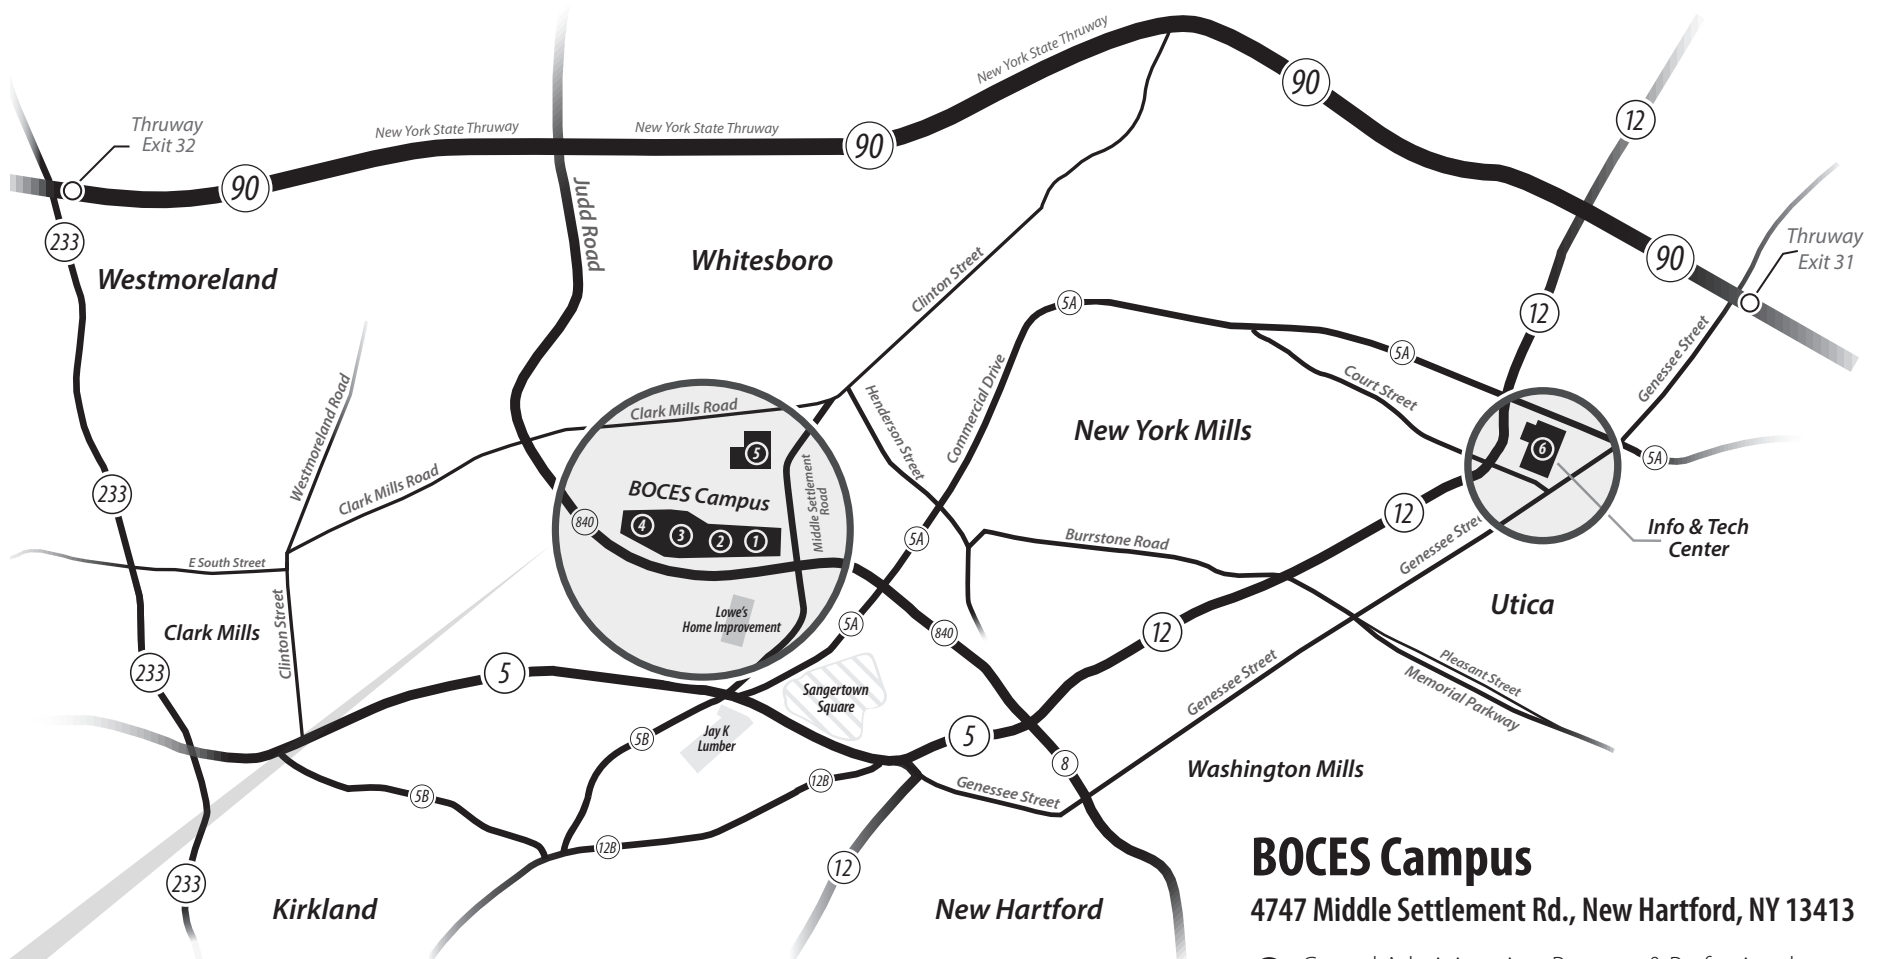 New York State Thruway
90
12
Thruway
Exit 32
New York State Thruway
New York State Thruway
90
90
Judd Road
233
Westmoreland
Whitesboro
Clinton Street
90
Thruway
Exit 31
5A
12
5A
Genessee Street
Westmoreland Road
Clark Mills Road
Henderson Street
Commercial Drive
Court Street
New York Mills
5
6
5A
Clark Mills Road
BOCES Campus
Middle Settlement
Road
233
840
4
3
2
1
5A
12
Burrstone Road
Genessee Street
Info & Tech
Center
E South Street
Clinton Street
Lowe's
Home Improvement
Clark Mills
5A
840
12
Utica
233
5
Sangertown
Square
Genessee Street
Pleasant Street
Memorial Parkway
5B
Jay K
Lumber
5
8
Washington Mills
5B
12B
Genessee Street
12B
12
233
Kirkland
New Hartford
BOCES Campus
4747 Middle Settlement Rd., New Hartford, NY 13413